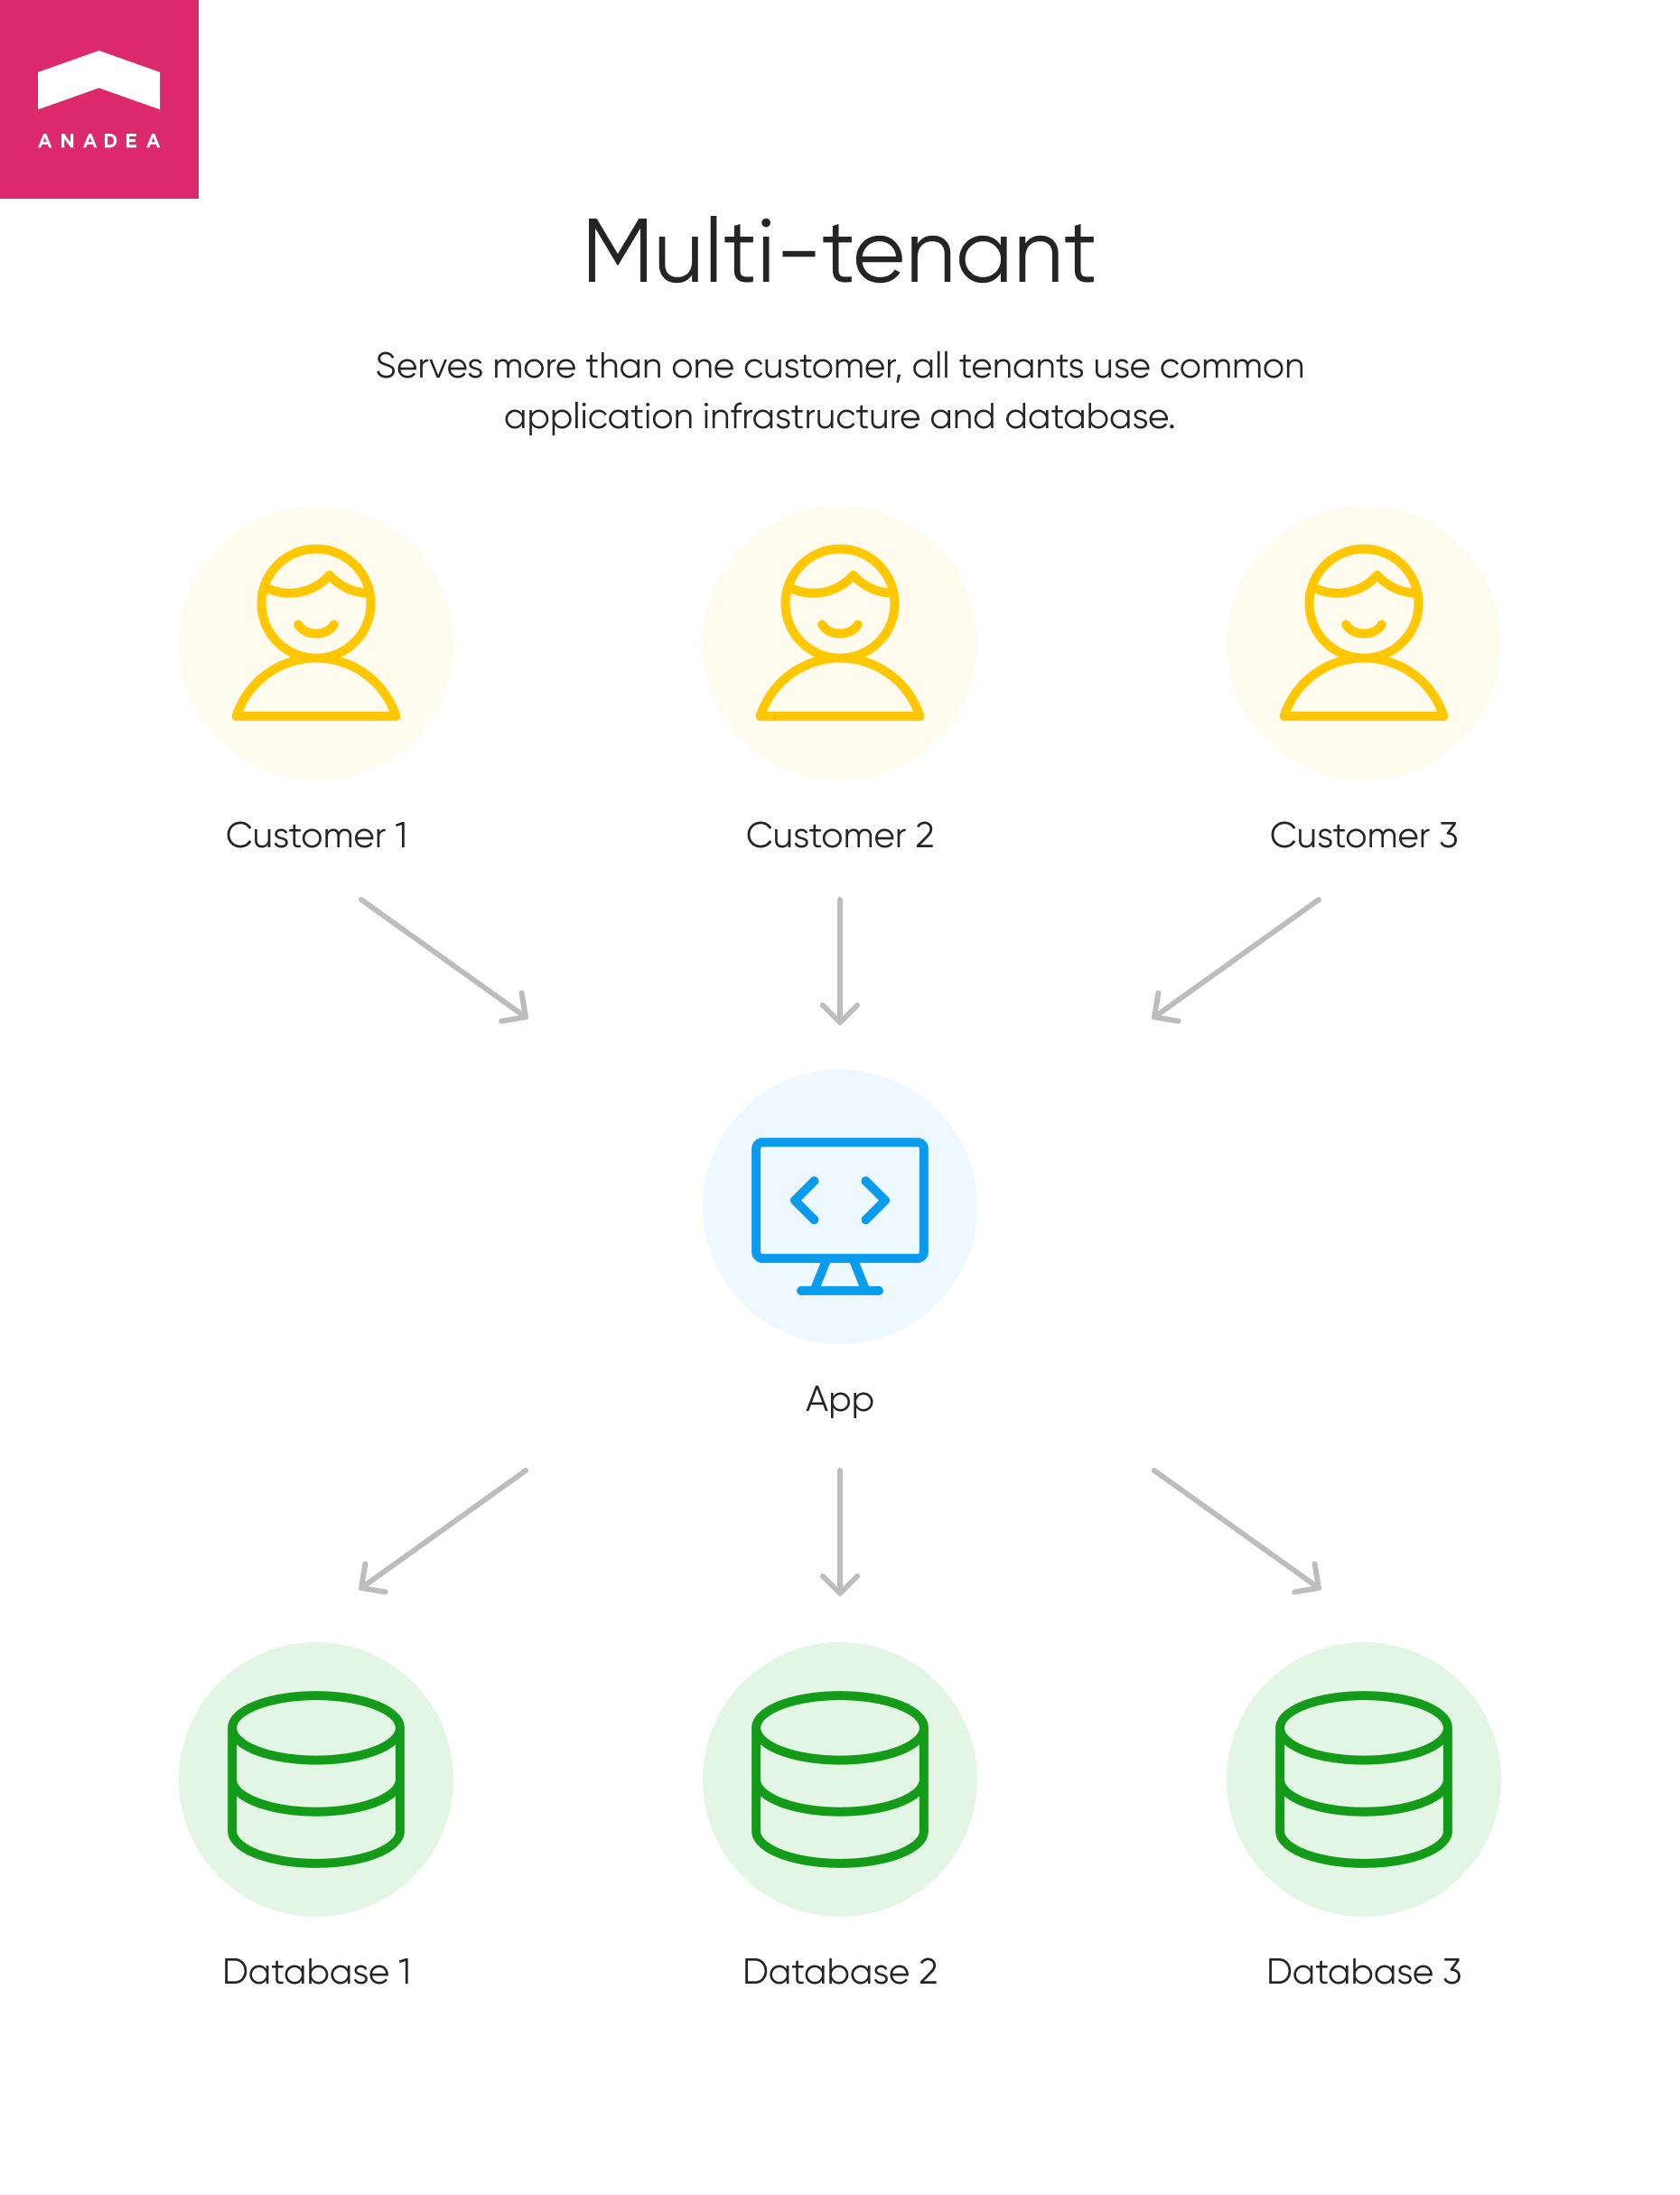 ANADEA
Multi-tenant
Serves more than one customer, all tenants use common
application infrastructure and database.
Customer 1
Customer 2
Customer 3
App
Database 1
Database 2
Database 3